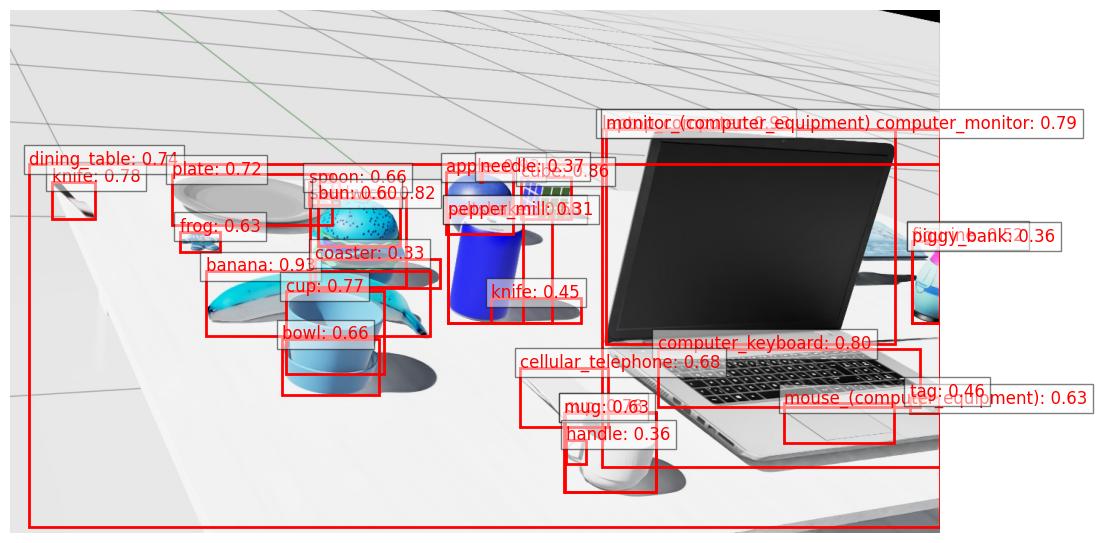 monitor_(computer_equipment) computer_monitor: 0.79
dining_table: 0.74
knife: 0.78
plate: 0.72
spoon: 0.66
bun: 0.60
0.82
needle: 0.37
0.86
pepper_mill: 0.31
frog: 0.63
piggy_bank: 0.36
coaster: 0.33
banana: 0.93
cup: 0.77
knife: 0.45
bowl: 0.66
computer_keyboard: 0.80
cellular_telephone: 0.68
tag: 0.46
mouse_(computer_equipment): 0.63
mug: 0.63
handle: 0.36